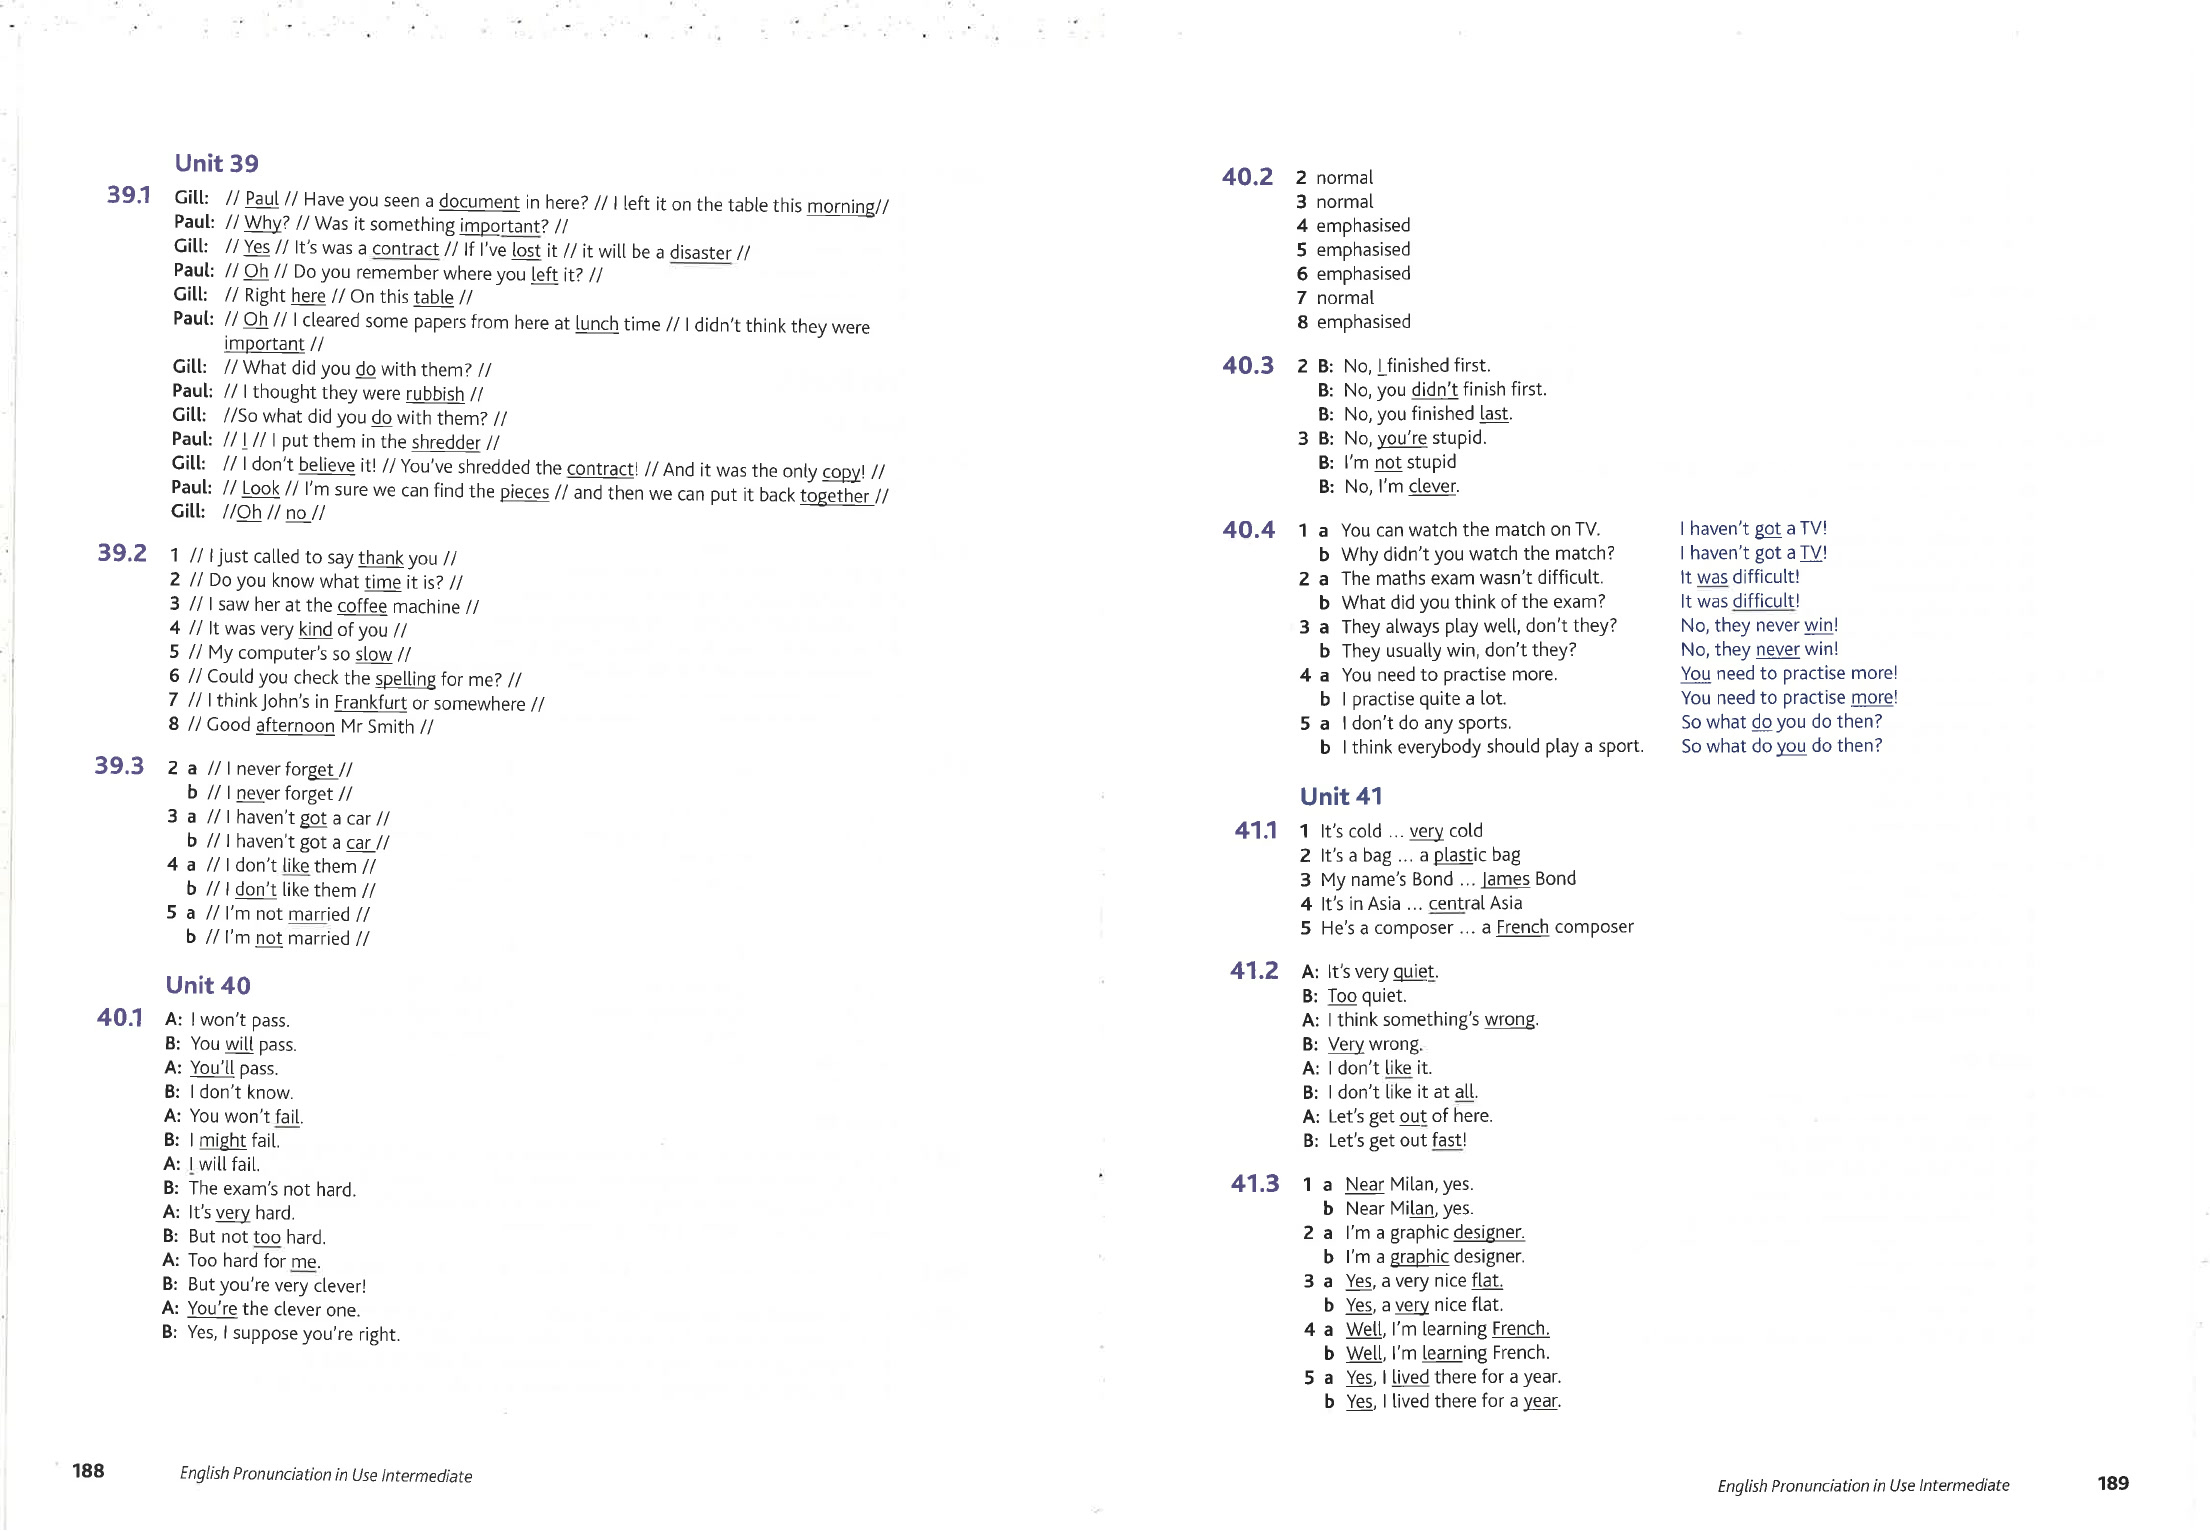 Unit 39
39.1 Gill: // Paul // Have you seen a document in here? // I left it on the table this morning//
Paul: // Why? // Was it something important? //
Gill: // Yes // It's was a contract // If I've lost it // it will be a disaster //
Paul: // Oh // Do you remember where you left it? //
Gill: // Right here // On this table //
Paul: // Oh // I cleared some papers from here at lunch time // I didn't think they were
important //
Gill: // What did you do with them? //
Paul: // I thought they were rubbish //
Gill: //So what did you do with them? //
Paul: // I // I put them in the shredder //
Gill: // I don't believe it! // You've shredded the contract! // And it was the only copy! //
Paul: // Look // I'm sure we can find the pieces // and then we can put it back together //
Gill: //Oh // no //
39.2 1 // I just called to say thank you //
2 // Do you know what time it is? //
3 // I saw her at the coffee machine //
4 // It was very kind of you //
5 // My computer's so slow //
6 // Could you check the spelling for me? //
7 // I think John's in Frankfurt or somewhere //
8 // Good afternoon Mr Smith //
39.3 2 a // I never forget //
b // I never forget //
3 a // I haven't got a car //
b // I haven't got a car //
4 a // I don't like them //
b // I don't like them //
5 a // I'm not married //
b // I'm not married //
Unit 40
40.1 A: I won't pass.
B: You will pass.
A: You'll pass.
B: I don't know.
A: You won't fail.
B: I might fail.
A: I will fail.
B: The exam's not hard.
A: It's very hard.
B: But not too hard.
A: Too hard for me.
B: But you're very clever!
A: You're the clever one.
B: Yes, I suppose you're right.
188 English Pronunciation in Use Intermediate
40.2 2 normal
3 normal
4 emphasised
5 emphasised
6 emphasised
7 normal
8 emphasised
40.3 2 B: No, I finished first.
B: No, you didn't finish first.
B: No, you finished last.
3 B: No, you're stupid.
B: I'm not stupid
B: No, I'm clever.
40.4 1 a You can watch the match on TV. I haven't got a TV!
b Why didn't you watch the match? I haven't got a TV!
2 a The maths exam wasn't difficult. It was difficult!
b What did you think of the exam? It was difficult!
3 a They always play well, don't they? No, they never win!
b They usually win, don't they? No, they never win!
4 a You need to practise more. You need to practise more!
b I practise quite a lot. You need to practise more!
5 a I don't do any sports. So what do you do then?
b I think everybody should play a sport. So what do you do then?
Unit 41
41.1 1 It's cold ... very cold
2 It's a bag ... a plastic bag
3 My name's Bond ... James Bond
4 It's in Asia ... central Asia
5 He's a composer ... a French composer
41.2 A: It's very quiet.
B: Too quiet.
A: I think something's wrong.
B: Very wrong.
A: I don't like it.
B: I don't like it at all.
A: Let's get out of here.
B: Let's get out fast!
41.3 1 a Near Milan, yes.
b Near Milan, yes.
2 a I'm a graphic designer.
b I'm a graphic designer.
3 a Yes, a very nice flat.
b Yes, a very nice flat.
4 a Well, I'm learning French.
b Well, I'm learning French.
5 a Yes, I lived there for a year.
b Yes, I lived there for a year.
English Pronunciation in Use Intermediate 189